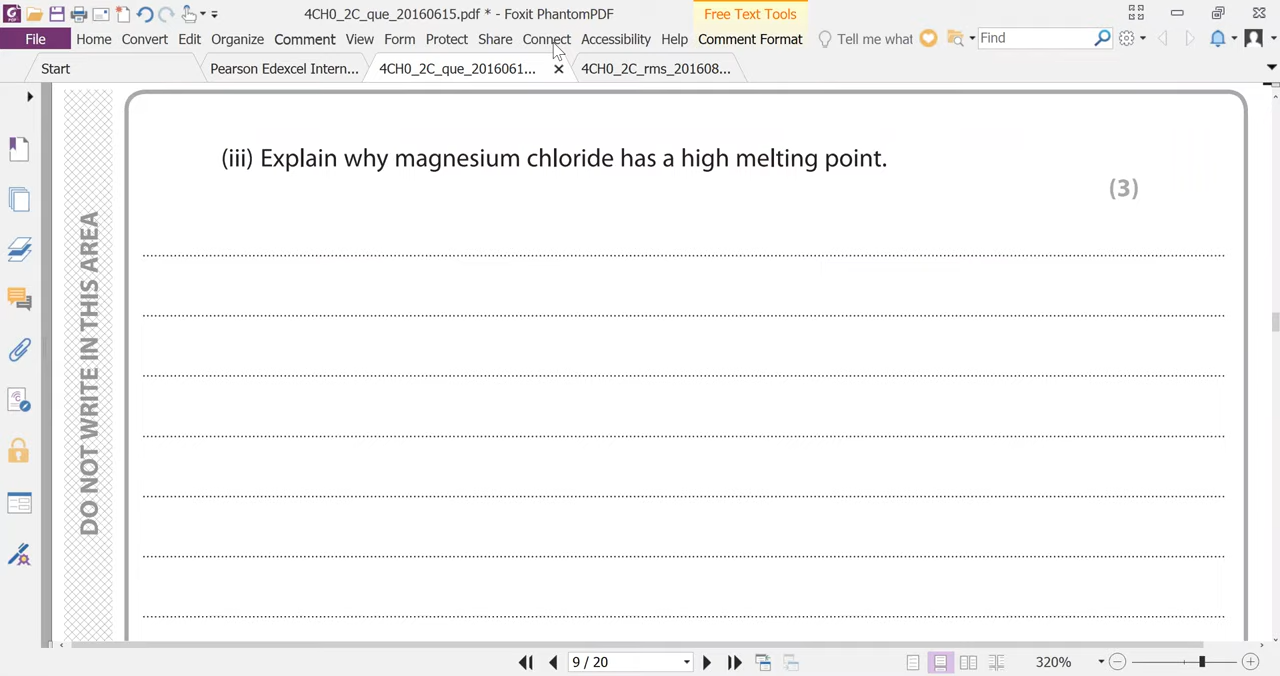 4CH0_2C_que_20160615.pdf * - Foxit PhantomPDF
Free Text Tools
File Home Convert Edit Organize Comment View Form Protect Share Connect Accessibility Help Comment Format Tell me what Find
Start Pearson Edexcel Intern... 4CH0_2C_que_2016061... 4CH0_2C_rms_201608...
(iii) Explain why magnesium chloride has a high melting point.
(3)
DO NOT WRITE IN THIS AREA
9 / 20
320%